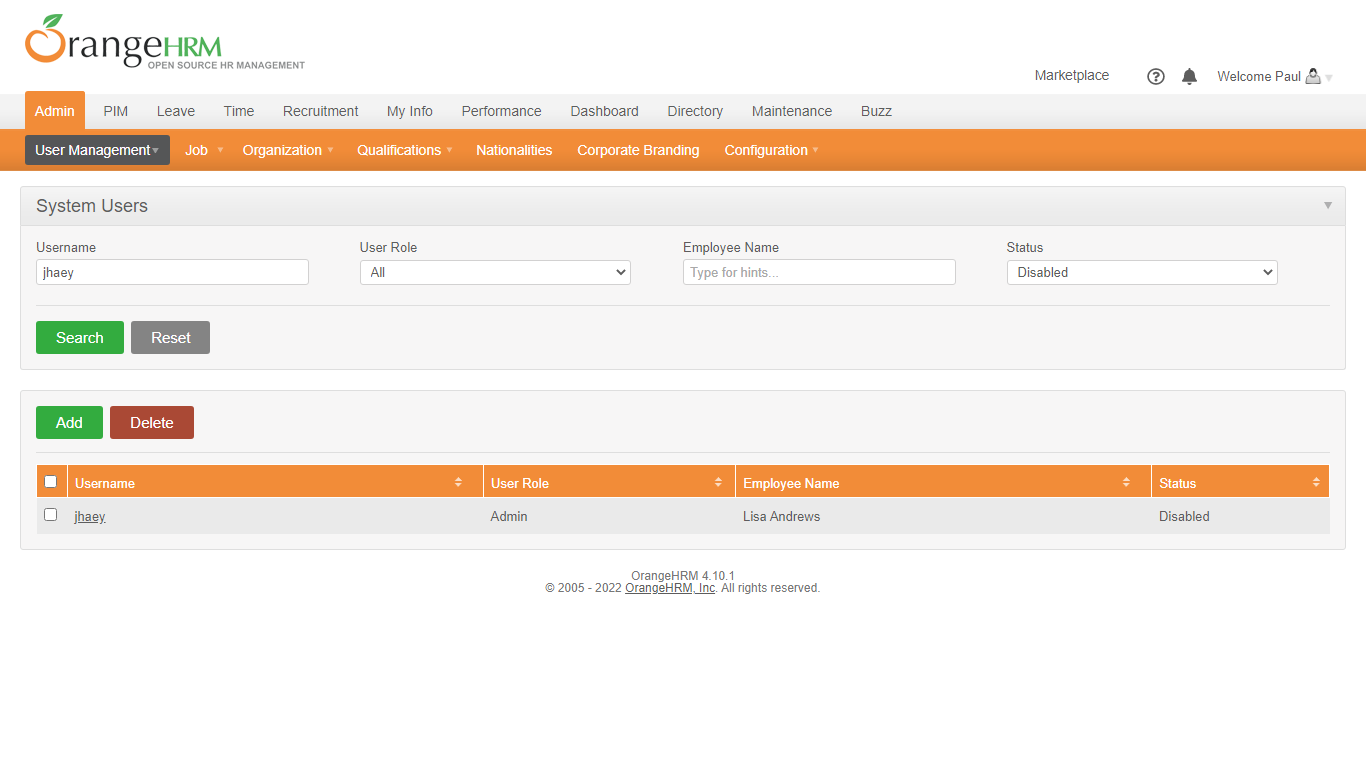 OrangeHRM
OPEN SOURCE HR MANAGEMENT
Marketplace
Welcome Paul
Admin PIM Leave Time Recruitment My Info Performance Dashboard Directory Maintenance Buzz
User Management Job Organization Qualifications Nationalities Corporate Branding Configuration
System Users
Username User Role Employee Name Status
jhaey All Type for hints... Disabled
Search Reset
Add Delete
Username User Role Employee Name Status
jhaey Admin Lisa Andrews Disabled
OrangeHRM 4.10.1
© 2005 - 2022 OrangeHRM, Inc. All rights reserved.